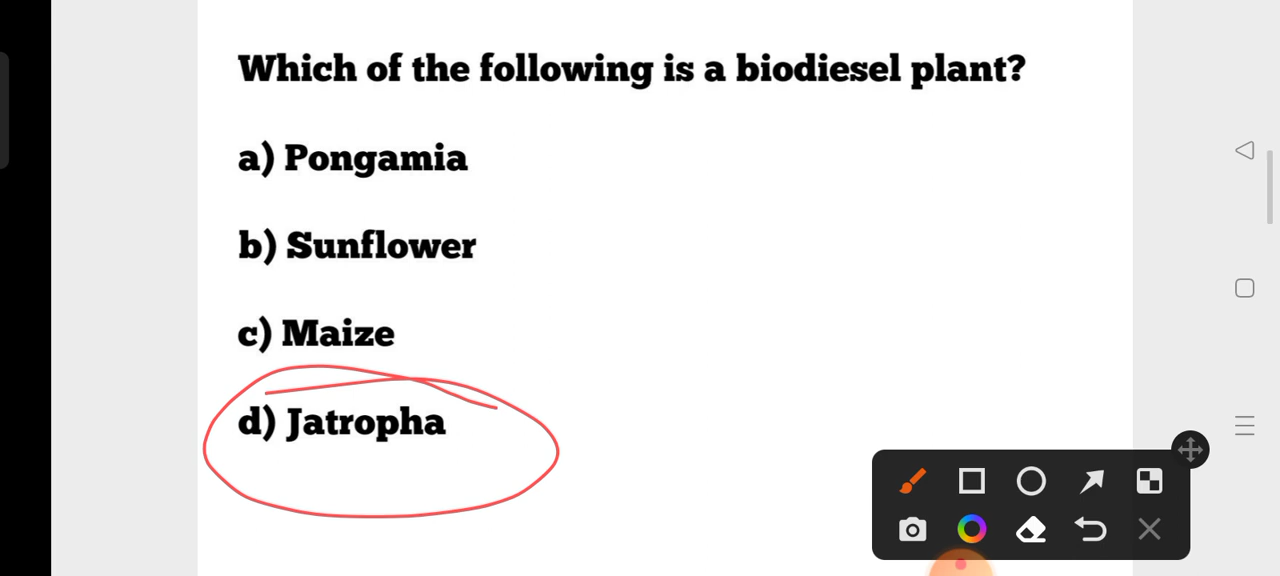 Which of the following is a biodiesel plant?
a) Pongamia
b) Sunflower
c) Maize
d) Jatropha